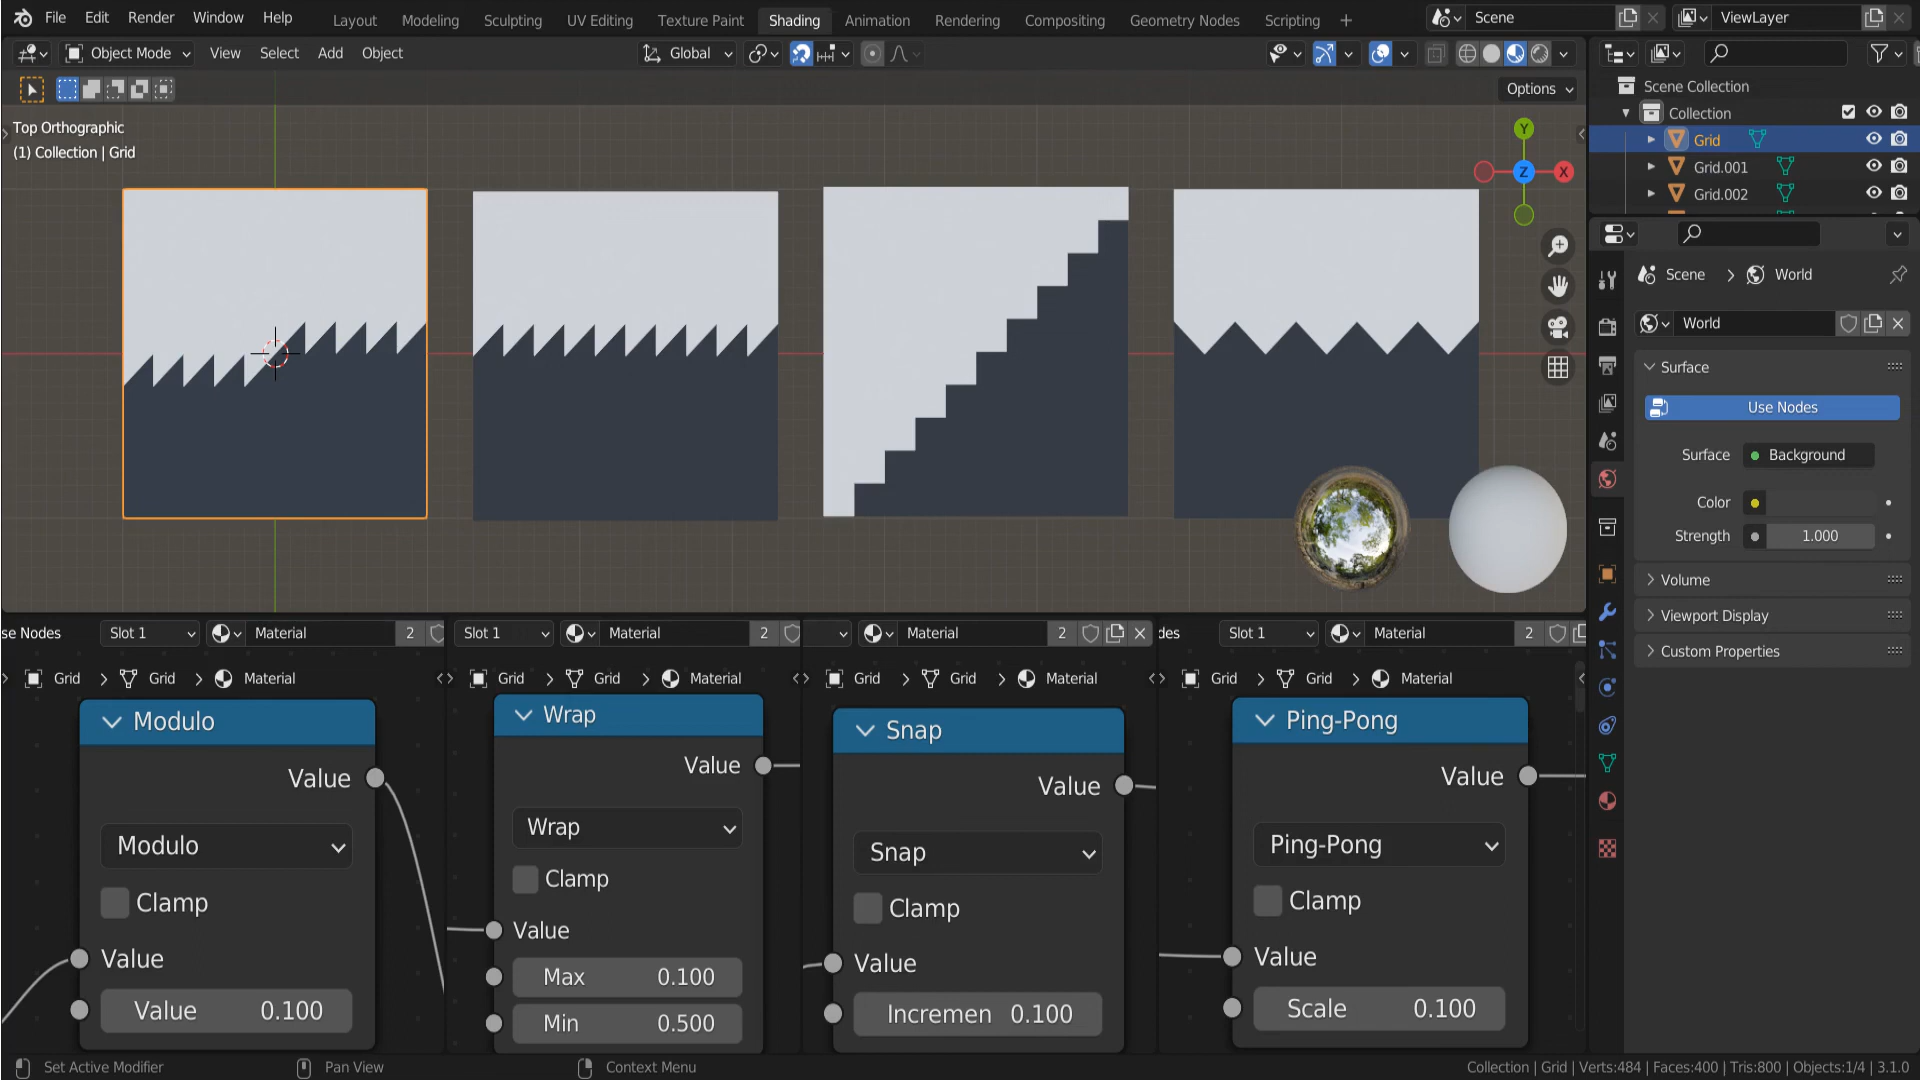 File Edit Render Window Help
Layout Modeling Sculpting UV Editing Texture Paint Shading Animation Rendering Compositing Geometry Nodes Scripting +
Scene
ViewLayer
Object Mode View Select Add Object
Global
Options
Top Orthographic
(1) Collection | Grid
Y
Z
X
Scene Collection
Collection
Grid
Grid.001
Grid.002
Scene > World
World
Surface
Use Nodes
Surface Background
Color
Strength 1.000
Volume
Viewport Display
Custom Properties
se Nodes Slot 1 Material 2
Slot 1 Material 2
Material 2
des Slot 1 Material 2
Grid > Grid > Material
Grid > Grid > Material
Grid > Grid > Material
Grid > Grid > Material
Modulo
Value
Modulo
Clamp
Value
Value 0.100
Wrap
Value
Wrap
Clamp
Value
Max 0.100
Min 0.500
Snap
Value
Snap
Clamp
Value
Incremen 0.100
Ping-Pong
Value
Ping-Pong
Clamp
Value
Scale 0.100
Set Active Modifier
Pan View
Context Menu
Collection | Grid | Verts:484 | Faces:400 | Tris:800 | Objects:1/4 | 3.1.0